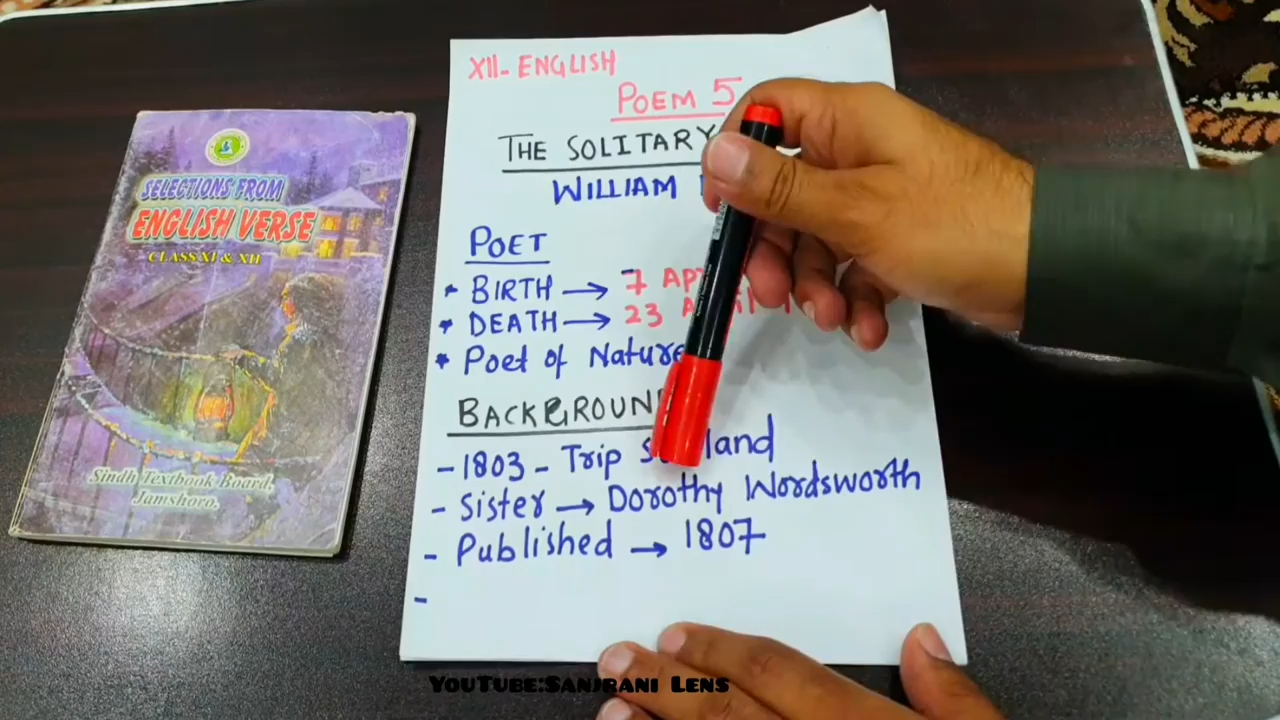 XII- ENGLISH
POEM 5
THE SOLITARY
WILLIAM
POET
BIRTH → 7
DEATH → 23
Poet of Nature
BACKGROUND
- 1803 - Trip
- Sister → Dorothy Wordsworth
- Published → 1807
-
SELECTIONS FROM
ENGLISH VERSE
CLASS XI & XII
Sindh Textbook Board,
Jamshoro.
YouTube:Sanjrani Lens